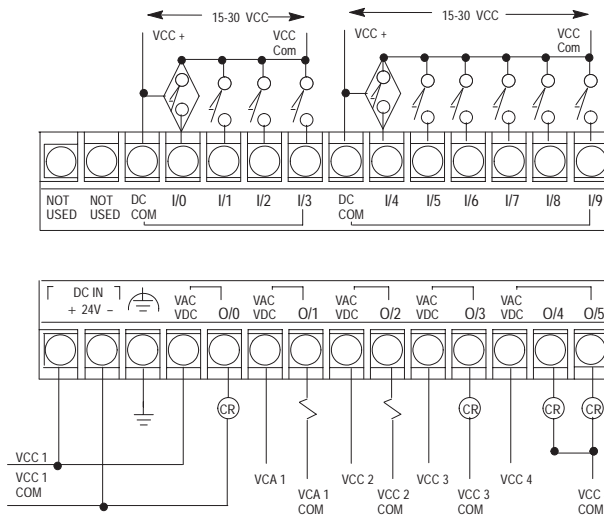 15-30 VCC
15-30 VCC
VCC +
VCC
Com
VCC +
VCC
Com
NOT
USED
NOT
USED
DC
COM
I/0
I/1
I/2
I/3
DC
COM
I/4
I/5
I/6
I/7
I/8
I/9
DC IN
+ 24V –
VAC
VDC
O/0
VAC
VDC
O/1
VAC
VDC
O/2
VAC
VDC
O/3
VAC
VDC
O/4
O/5
CR
CR
CR
CR
VCC 1
VCC 1
COM
VCA 1
VCA 1
COM
VCC 2
VCC 2
COM
VCC 3
VCC 3
COM
VCC 4
VCC
COM